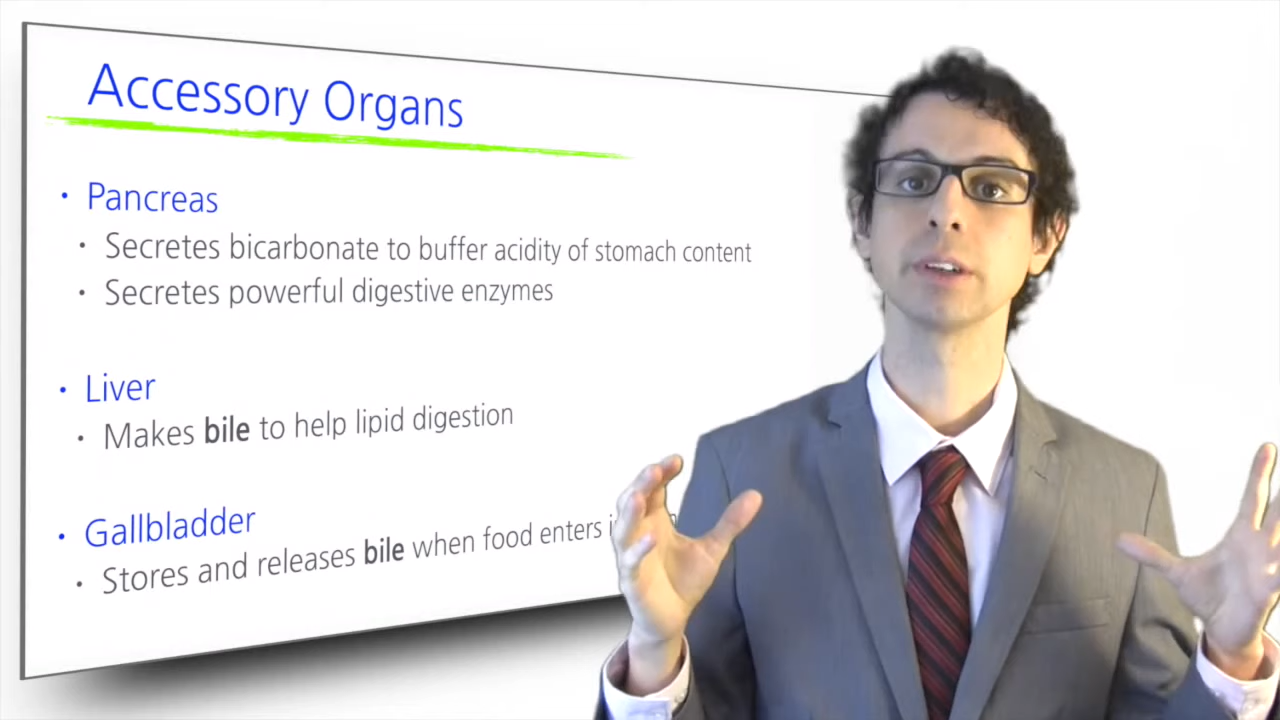 Accessory Organs
• Pancreas
• Secretes bicarbonate to buffer acidity of stomach content
• Secretes powerful digestive enzymes
• Liver
• Makes bile to help lipid digestion
• Gallbladder
• Stores and releases bile when food enters